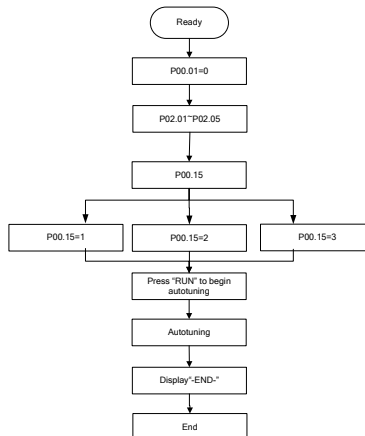 Ready
P00.01=0
P02.01~P02.05
P00.15
P00.15=1
P00.15=2
P00.15=3
Press "RUN" to begin
autotuning
Autotuning
Display"-END-"
End